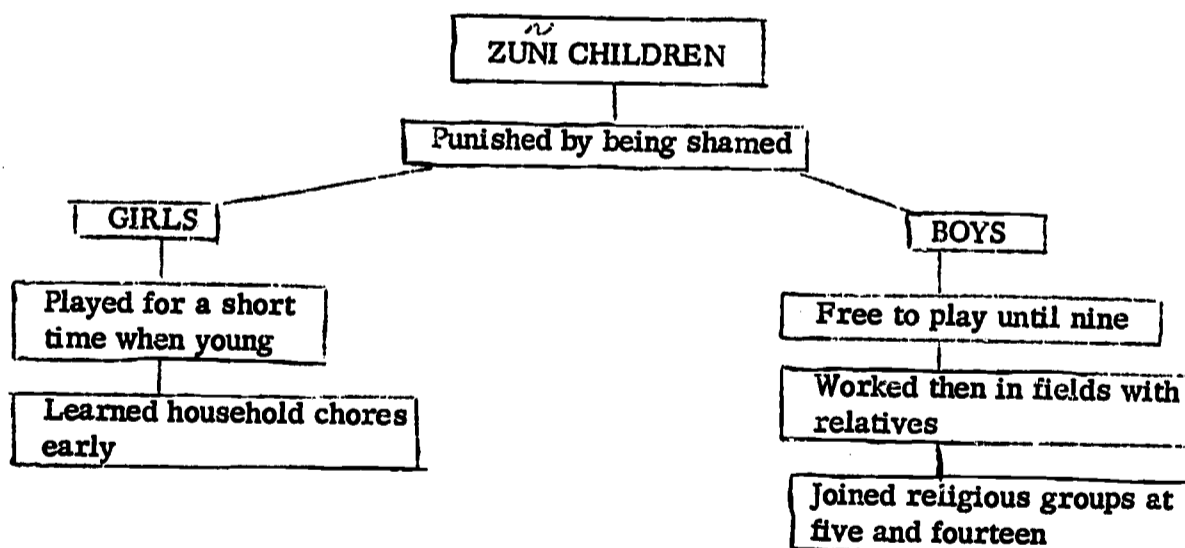 ZUÑI CHILDREN
Punished by being shamed
GIRLS
Played for a short
time when young
Learned household chores
early
BOYS
Free to play until nine
Worked then in fields with
relatives
Joined religious groups at
five and fourteen